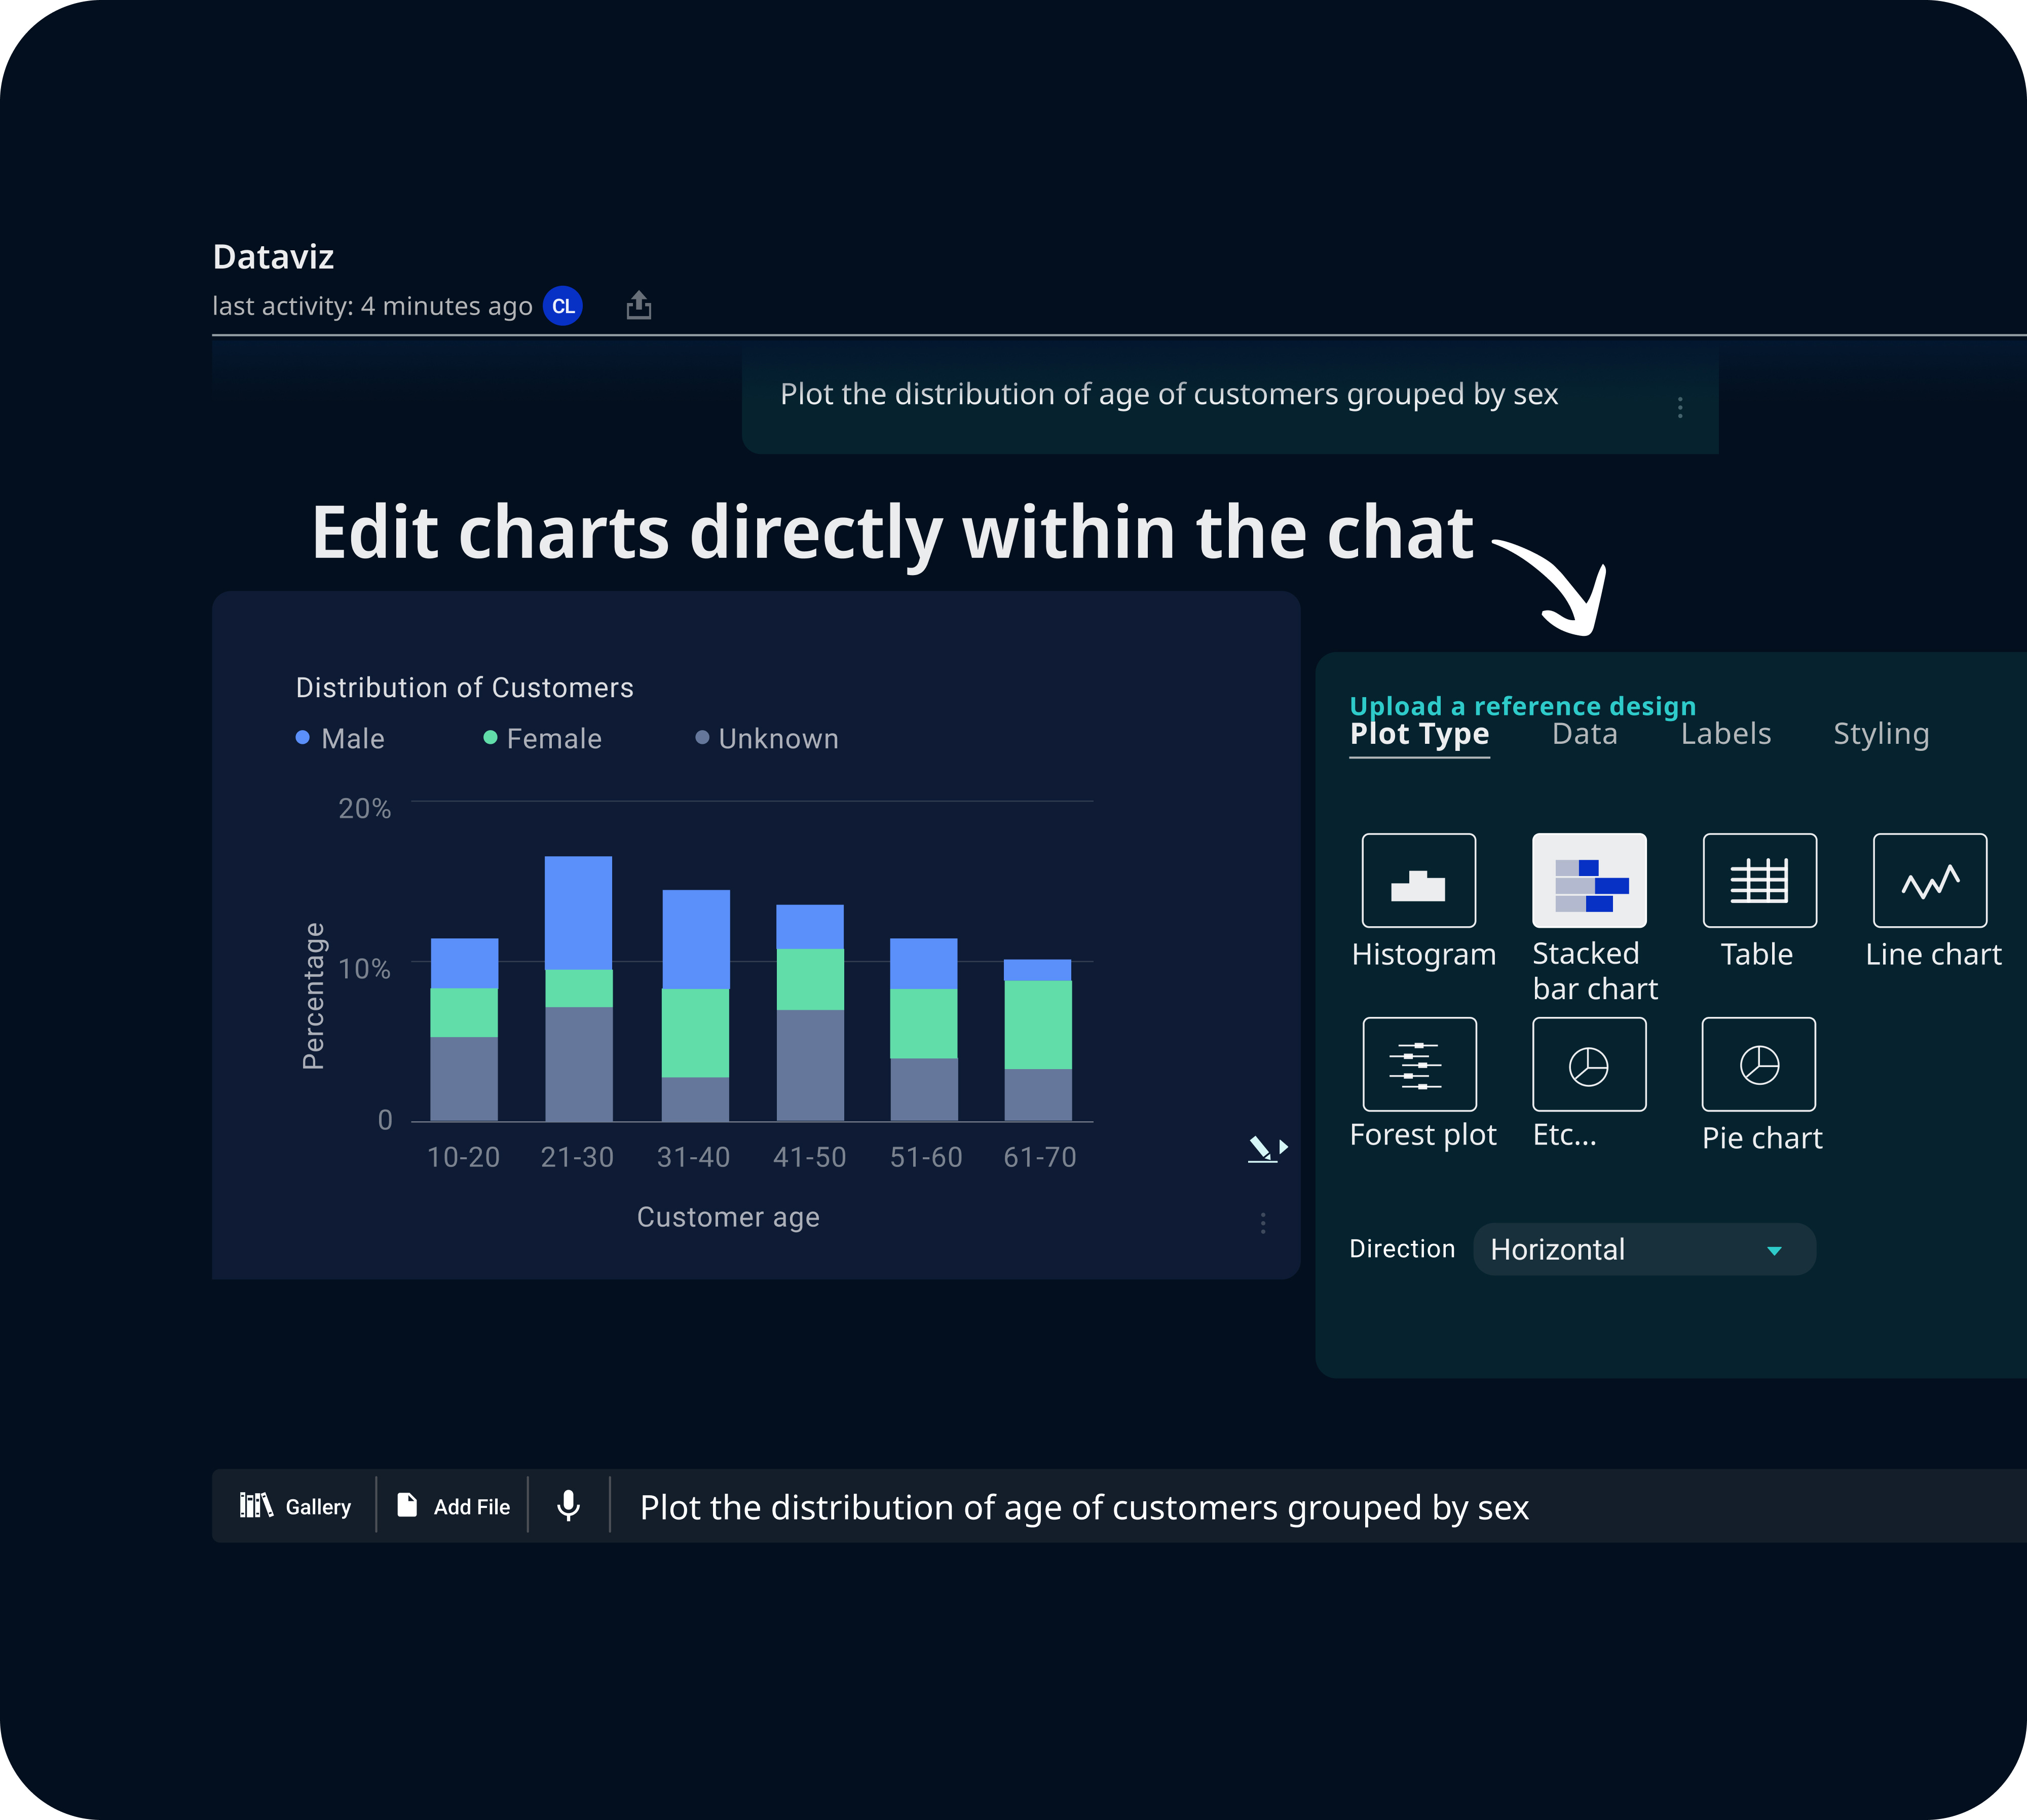 Dataviz
last activity: 4 minutes ago CL
Plot the distribution of age of customers grouped by sex
Edit charts directly within the chat
Distribution of Customers
Male Female Unknown
20%
10%
0
Percentage
10-20 21-30 31-40 41-50 51-60 61-70
Customer age
Upload a reference design
Plot Type Data Labels Styling
Histogram
Stacked
bar chart
Table
Line chart
Forest plot
Etc...
Pie chart
Direction Horizontal
Gallery Add File Plot the distribution of age of customers grouped by sex